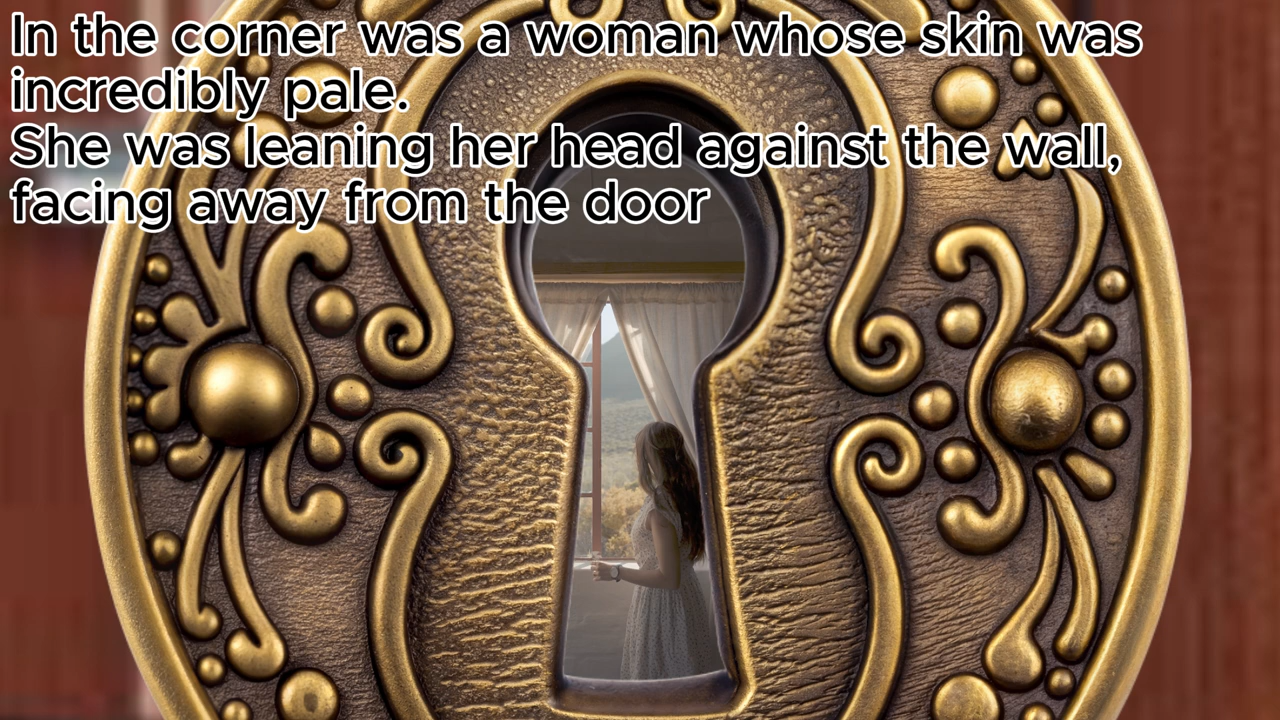 In the corner was a woman whose skin was
incredibly pale.
She was leaning her head against the wall,
facing away from the door